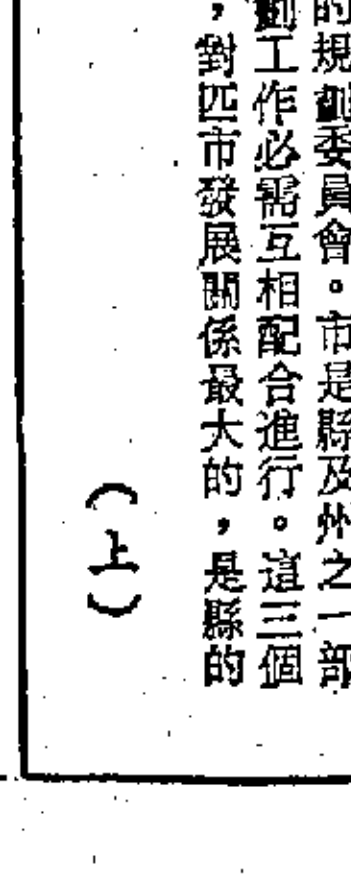 的規劃委員會。市是縣及州之一部
劃工作必需互相配合進行。這三個
，對匹市發展關係最大的，是縣的
（上）